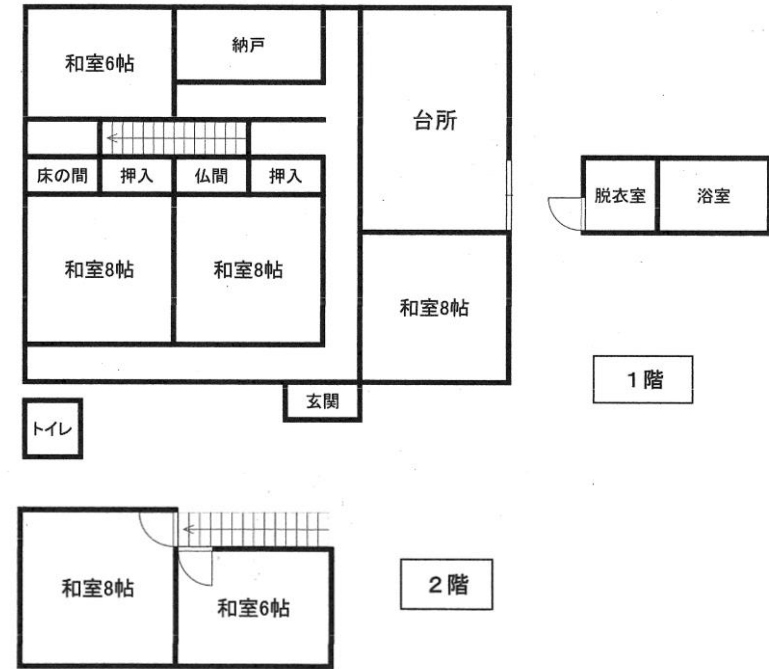 和室6帖
納戸
台所
床の間
押入
仏間
押入
脱衣室
浴室
和室8帖
和室8帖
和室8帖
1階
玄関
トイレ
和室8帖
和室6帖
2階